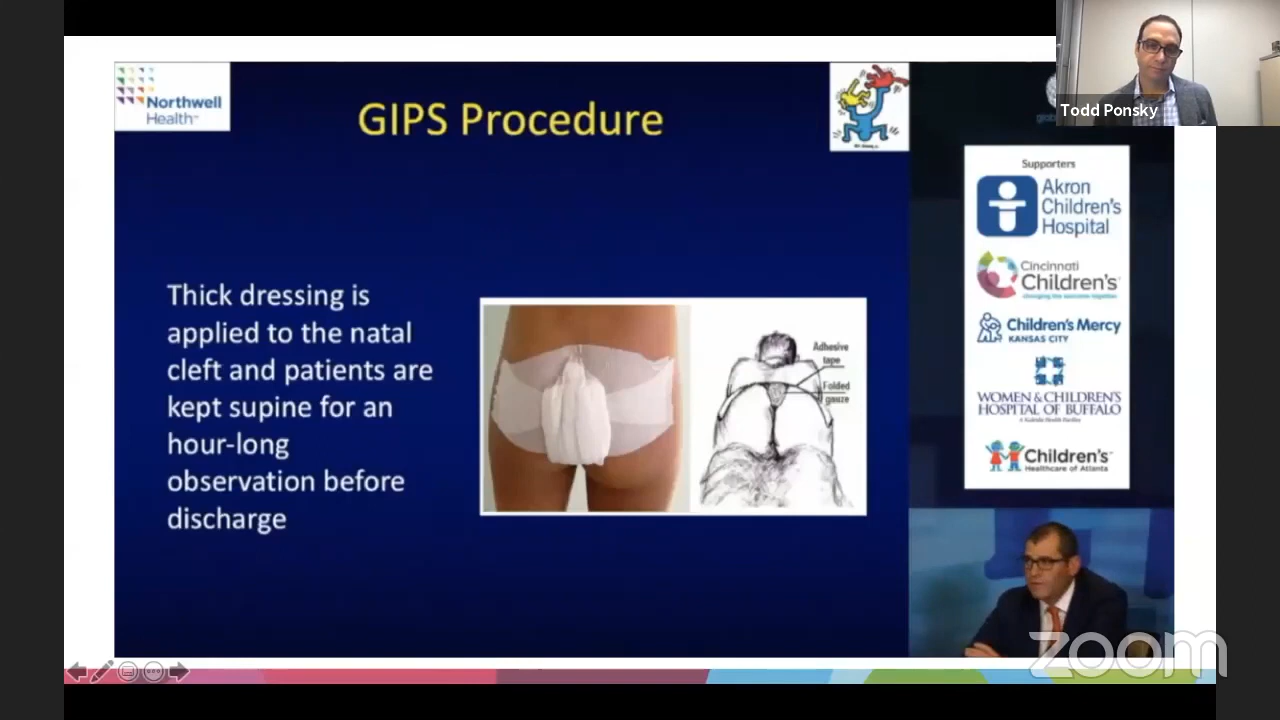 Northwell
Health
GIPS Procedure
Todd Ponsky
Thick dressing is
applied to the natal
cleft and patients are
kept supine for an
hour-long
observation before
discharge
Adhesive
tape
Folded
gauze
Supporters
Akron
Children's
Hospital
Cincinnati
Children's
changing the outcome together
Children's Mercy
KANSAS CITY
WOMEN & CHILDREN'S
HOSPITAL OF BUFFALO
A Kaleida Health Facility
Children's
Healthcare of Atlanta
zoom